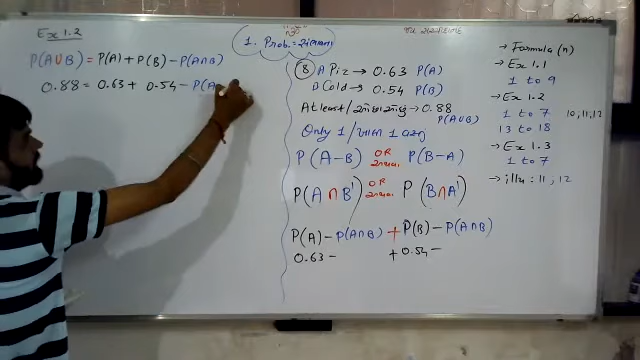 Ex 1.2
P(A∪B) = P(A) + P(B) − P(A∩B)
0.88 = 0.63 + 0.54 − P(A
1. Prob. =
⑧ A Piz → 0.63 P(A)
B Cold → 0.54 P(B)
At least / → 0.88
P(A∪B)
Only 1 /
P(A−B) OR P(B−A)
P(A∩B') OR P(B∩A')
P(A) − P(A∩B) + P(B) − P(A∩B)
0.63 − + 0.54 −
→ Formula (n)
→ Ex 1.1
1 to 9
→ Ex 1.2
1 to 7 10,11,12
13 to 18
→ Ex 1.3
1 to 7
→ illu : 11, 12